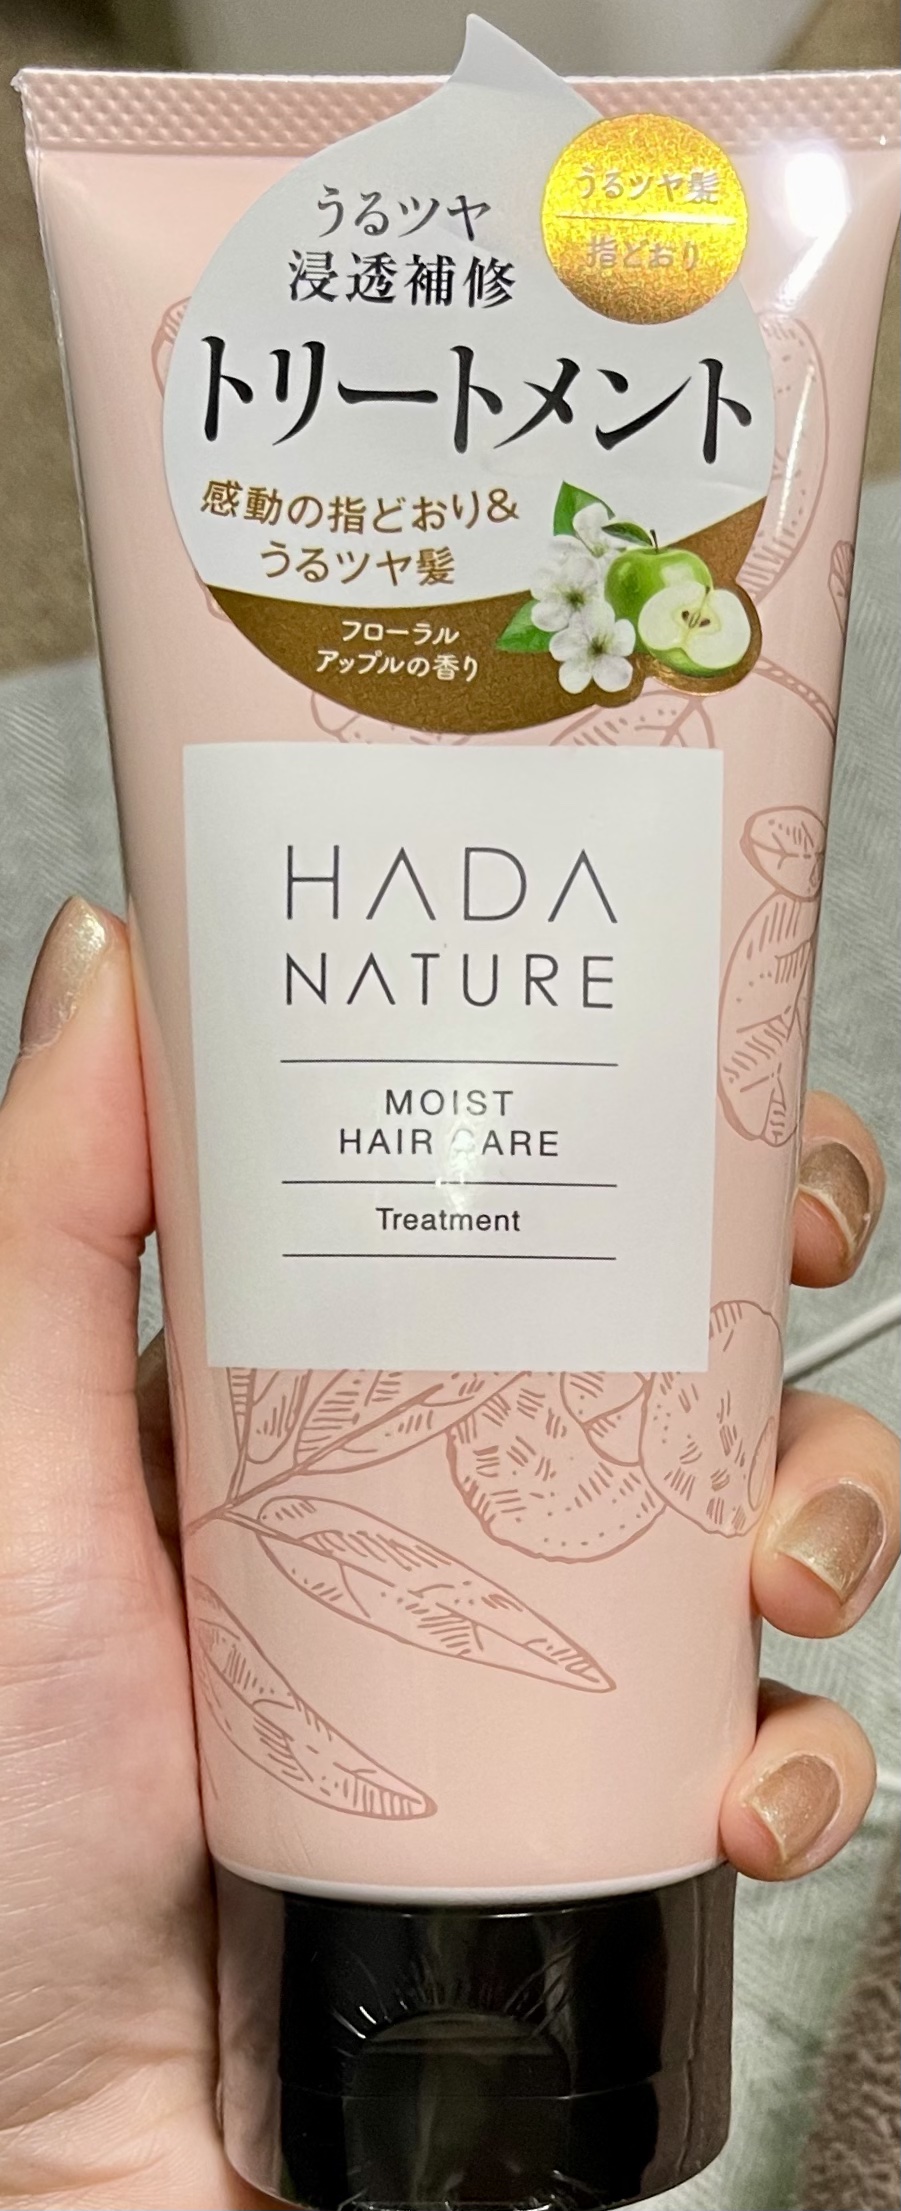 うるツヤ髪
指どおり
うるツヤ
浸透補修
トリートメント
感動の指どおり&
うるツヤ髪
フローラル
アップルの香り
HADA
NATURE
MOIST
HAIR CARE
Treatment